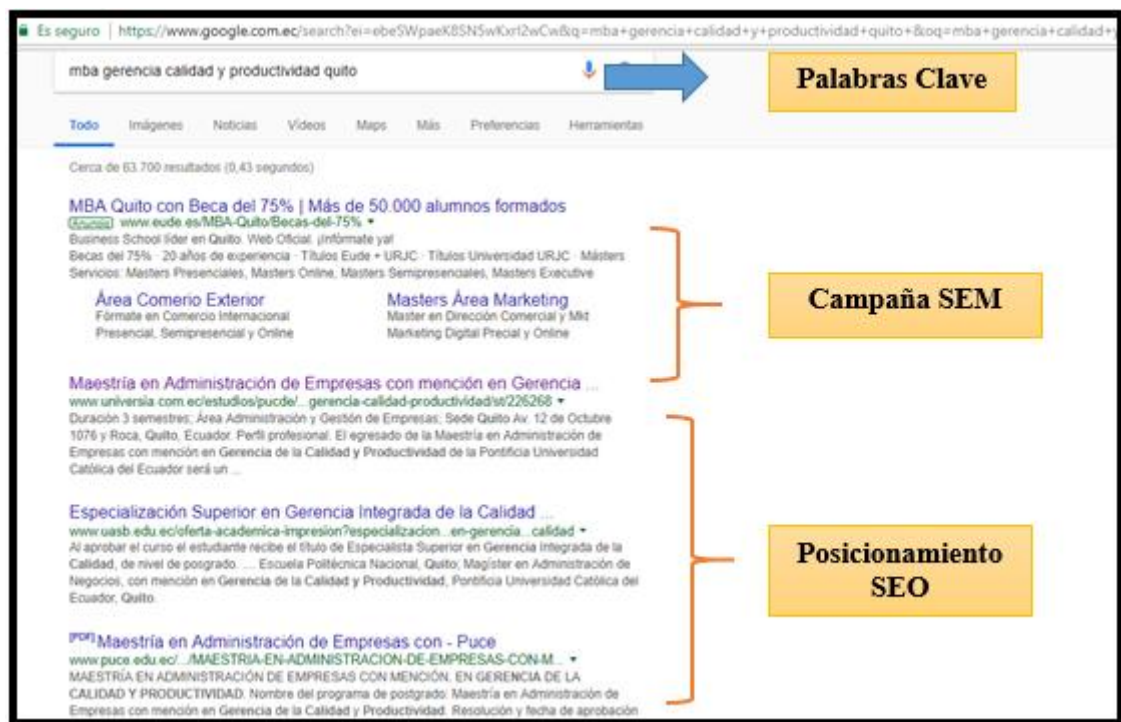 Es seguro | https://www.google.com.ec/search?ei=ebeSWpaeK8SN5wKxrI2wCw&q=mba+gerencia+calidad+y+productividad+quito+&oq=mba+gerencia+calidad+y
mba gerencia calidad y productividad quito
Palabras Clave
Todo Imágenes Noticias Vídeos Maps Más Preferencias Herramientas
Cerca de 63.700 resultados (0,43 segundos)
MBA Quito con Beca del 75% | Más de 50.000 alumnos formados
Anuncio www.eude.es/MBA-Quito/Becas-del-75%
Business School líder en Quito. Web Oficial. ¡Infórmate ya!
Becas del 75% · 20 años de experiencia · Títulos Eude + URJC · Títulos Universidad URJC · Másters
Servicios: Masters Presenciales, Masters Online, Masters Semipresenciales, Masters Executive
Área Comerio Exterior
Fórmate en Comercio Internacional
Presencial, Semipresencial y Online
Masters Área Marketing
Master en Dirección Comercial y Mkt
Marketing Digital Precial y Online
Campaña SEM
Maestría en Administración de Empresas con mención en Gerencia ...
www.universia.com.ec/estudios/pucde/...gerencia-calidad-productividad/st/226268
Duración 3 semestres; Área Administración y Gestión de Empresas; Sede Quito Av. 12 de Octubre
1076 y Roca, Quito, Ecuador. Perfil profesional. El egresado de la Maestría en Administración de
Empresas con mención en Gerencia de la Calidad y Productividad de la Pontificia Universidad
Católica del Ecuador será un ...
Especialización Superior en Gerencia Integrada de la Calidad ...
www.uasb.edu.ec/oferta-academica-impresion?especializacion...en-gerencia...calidad
Al aprobar el curso el estudiante recibe el título de Especialista Superior en Gerencia Integrada de la
Calidad, de nivel de posgrado. ... Escuela Politécnica Nacional, Quito; Magíster en Administración de
Negocios, con mención en Gerencia de la Calidad y Productividad, Pontificia Universidad Católica del
Ecuador, Quito.
Posicionamiento
SEO
[PDF] Maestría en Administración de Empresas con - Puce
www.puce.edu.ec/.../MAESTRIA-EN-ADMINISTRACION-DE-EMPRESAS-CON-M...
MAESTRÍA EN ADMINISTRACIÓN DE EMPRESAS CON MENCIÓN. EN GERENCIA DE LA
CALIDAD Y PRODUCTIVIDAD. Nombre del programa de postgrado: Maestría en Administración de
Empresas con mención en Gerencia de la Calidad y Productividad. Resolución y fecha de aprobación